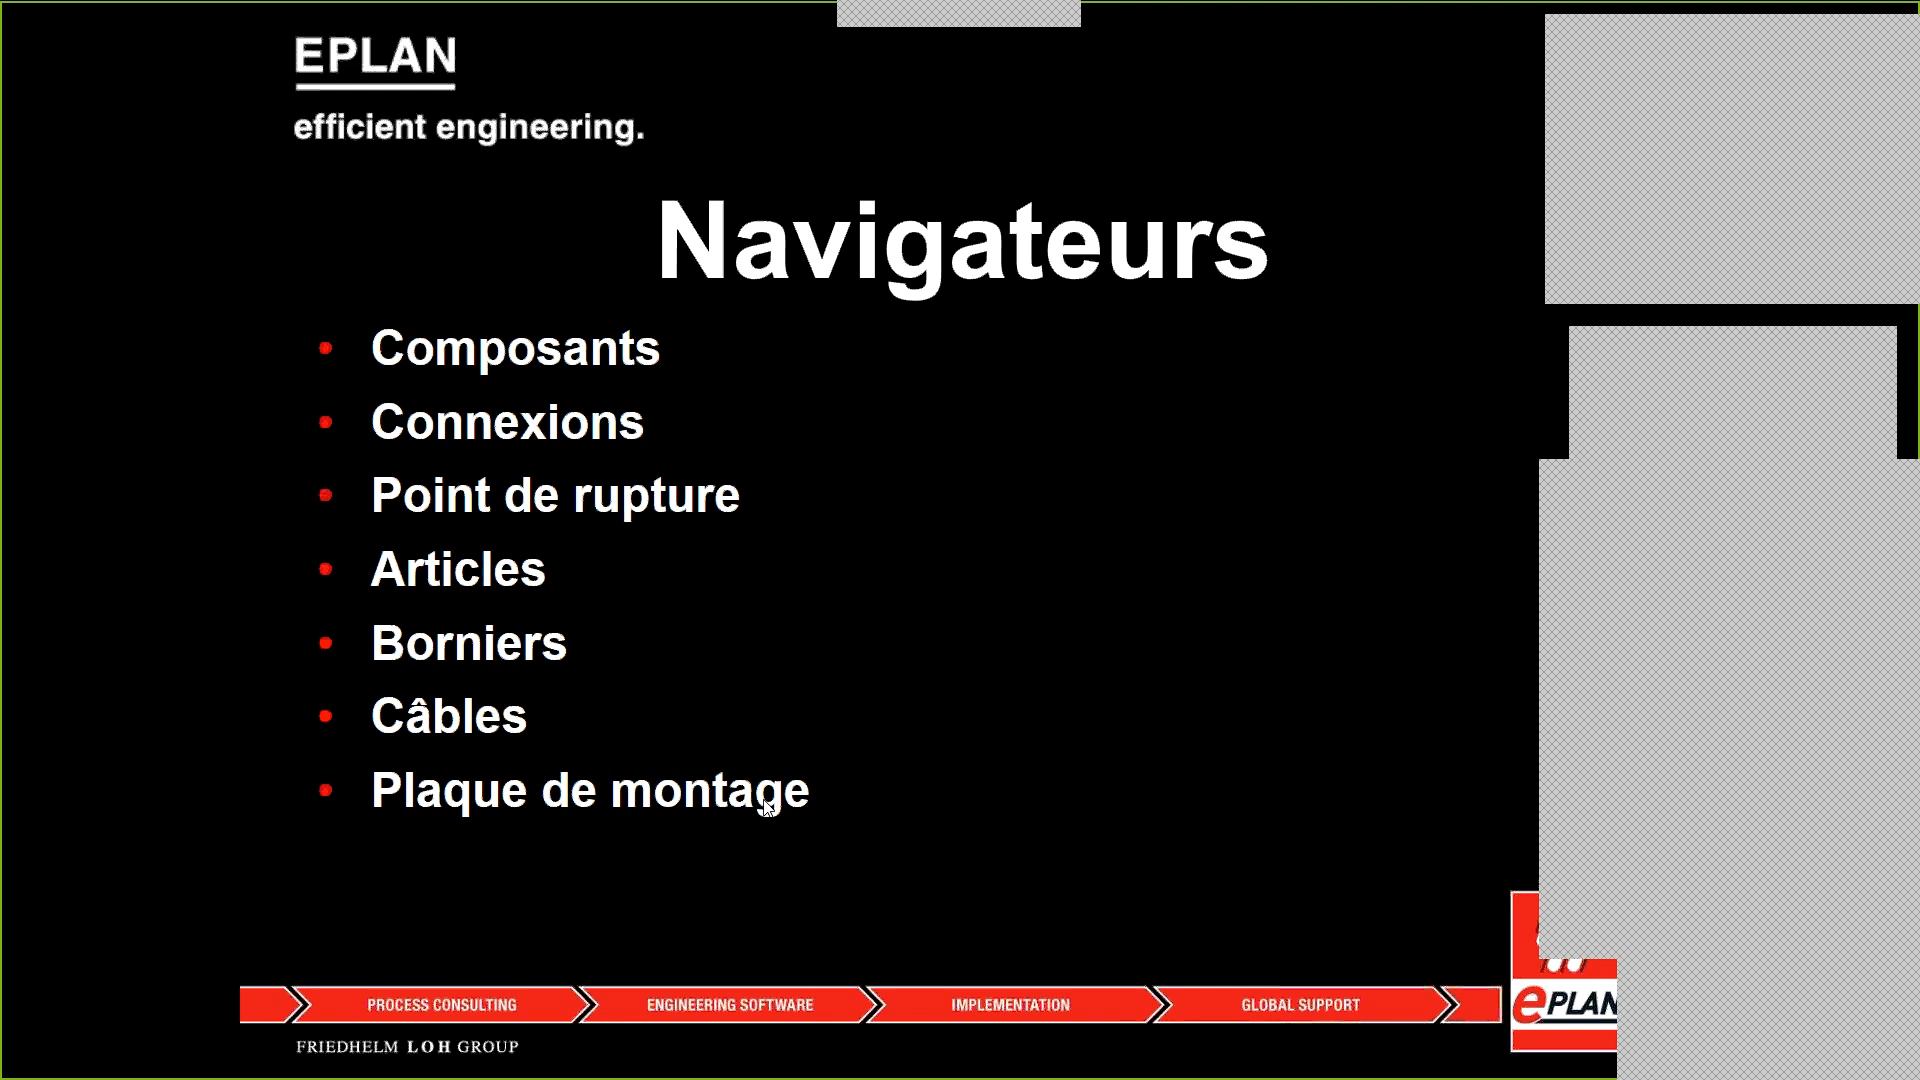 EPLAN
efficient engineering.
Navigateurs
• Composants
• Connexions
• Point de rupture
• Articles
• Borniers
• Câbles
• Plaque de montage
PROCESS CONSULTING
ENGINEERING SOFTWARE
IMPLEMENTATION
GLOBAL SUPPORT
ePLAN
FRIEDHELM LOH GROUP